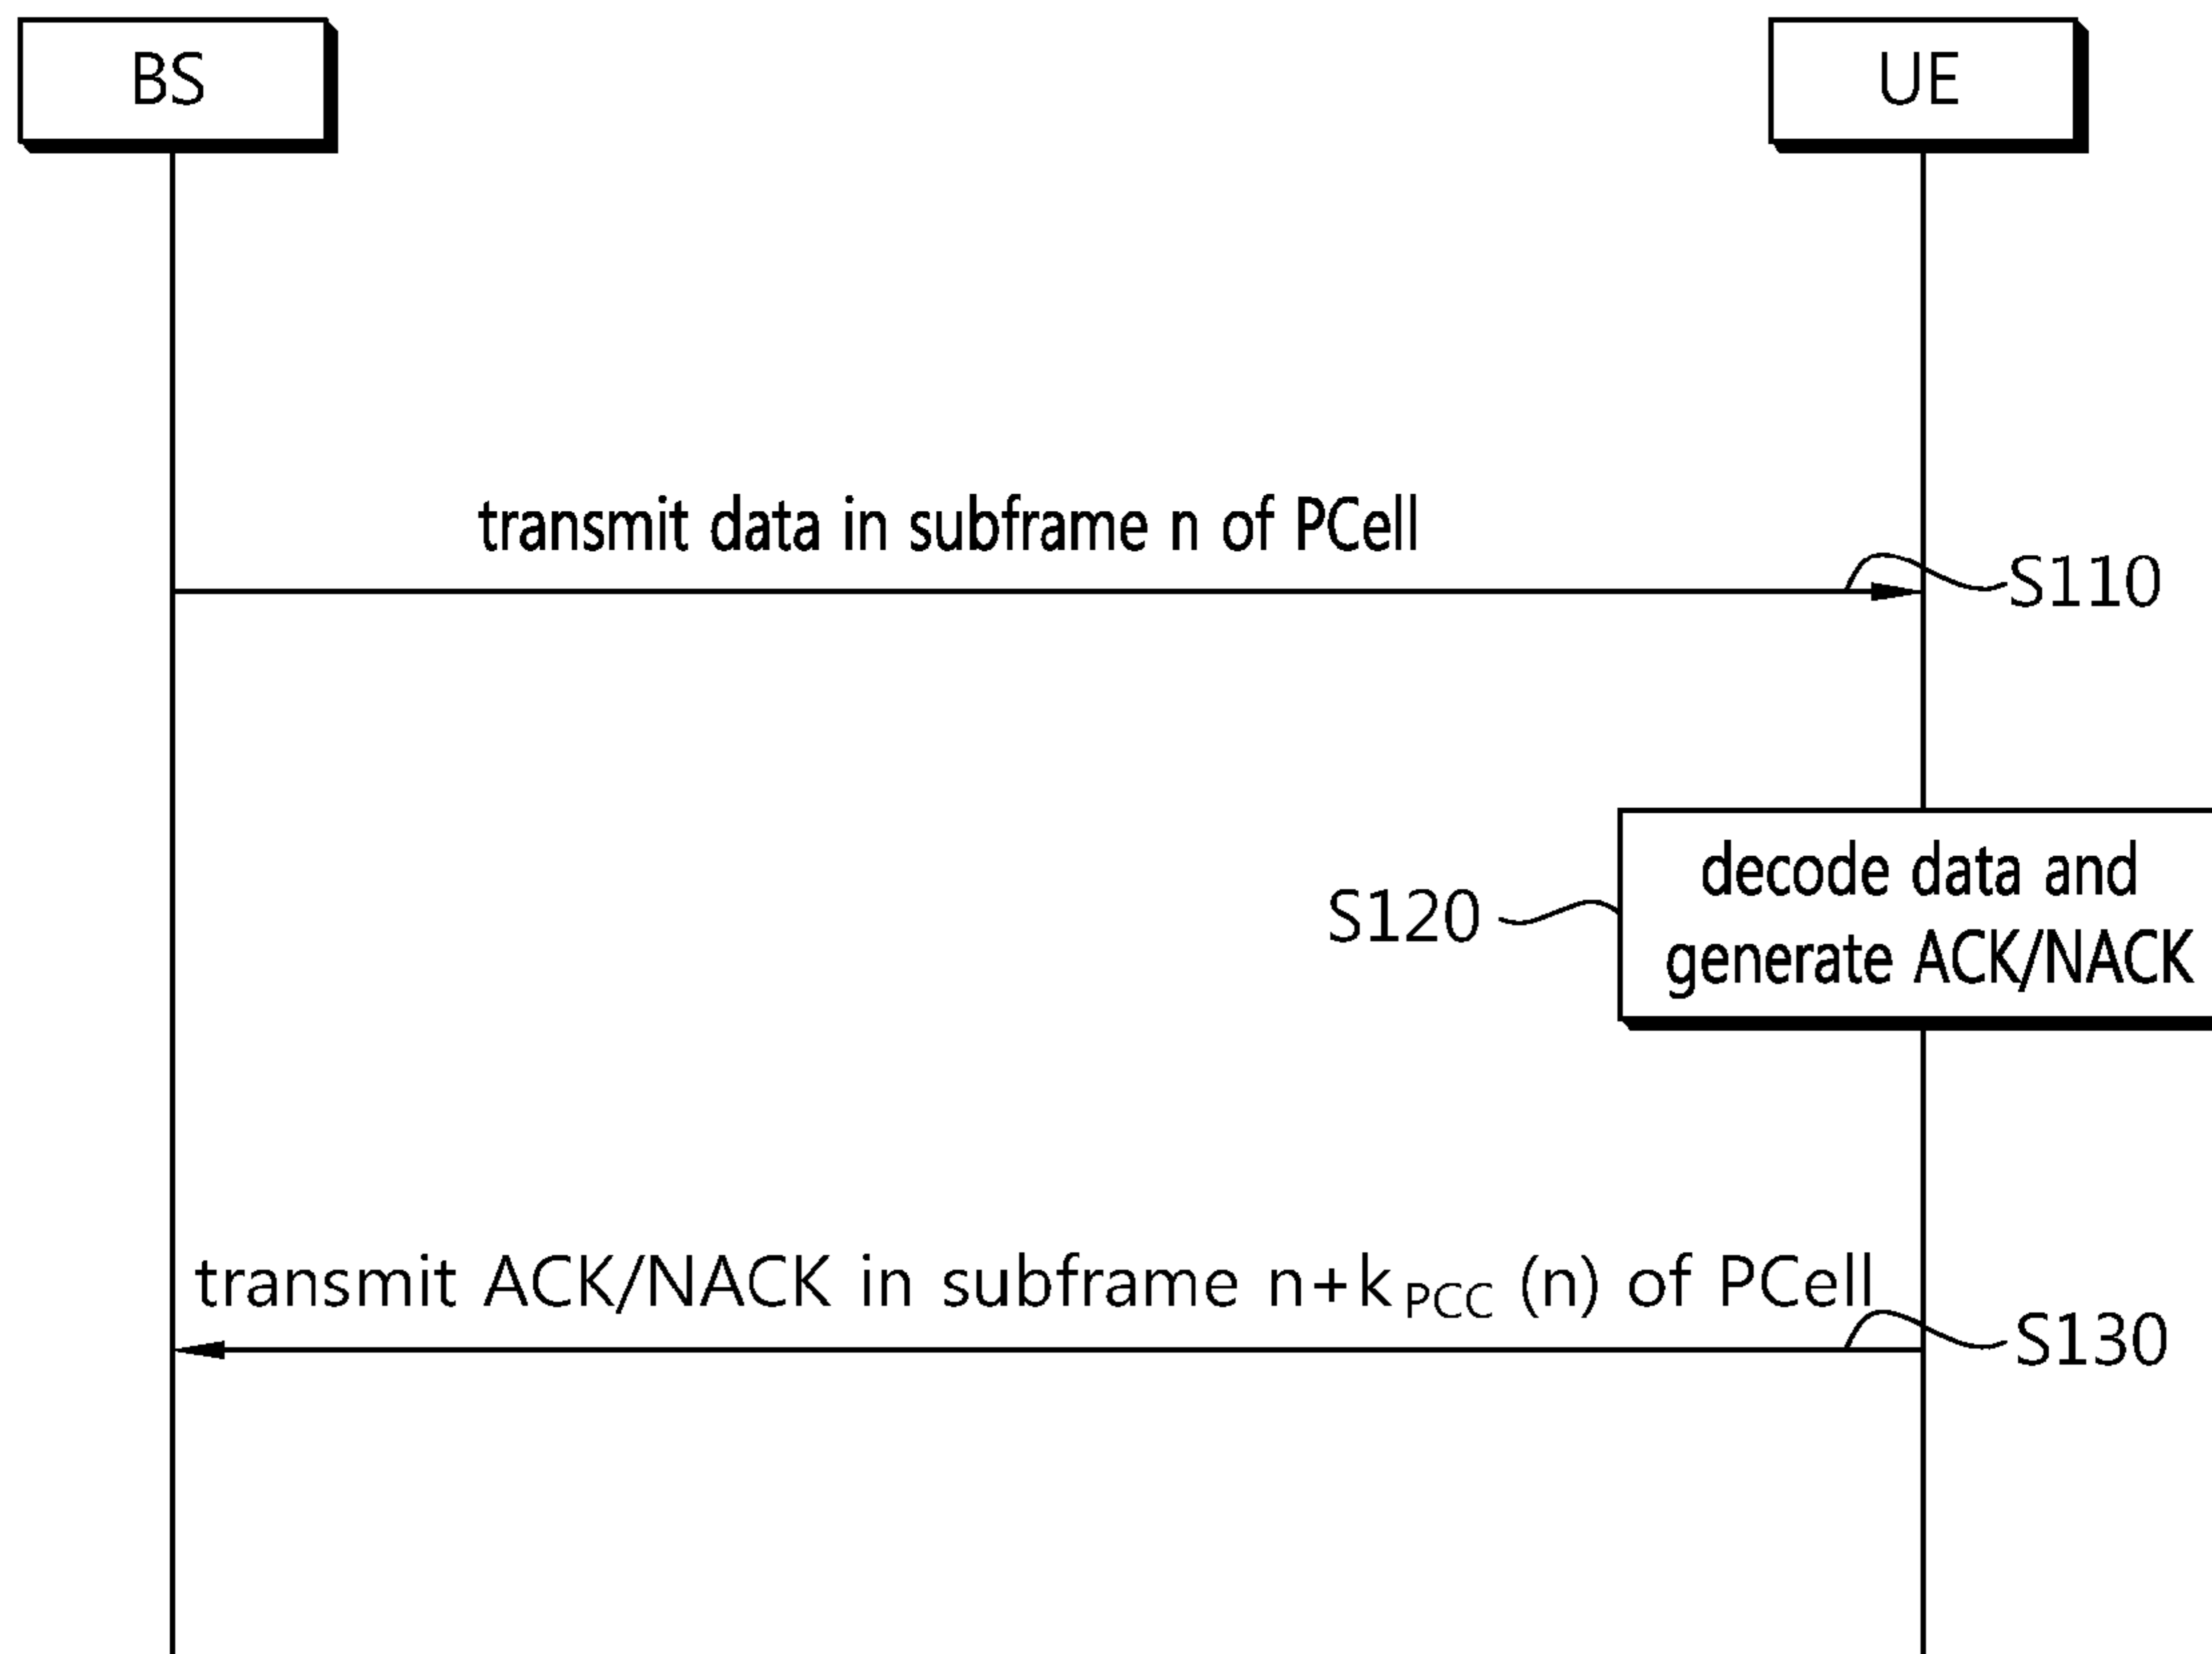 BS
UE
transmit data in subframe n of PCell
S110
decode data and
S120
generate ACK/NACK
transmit ACK/NACK in subframe n+k PCC (n) of PCell
S130